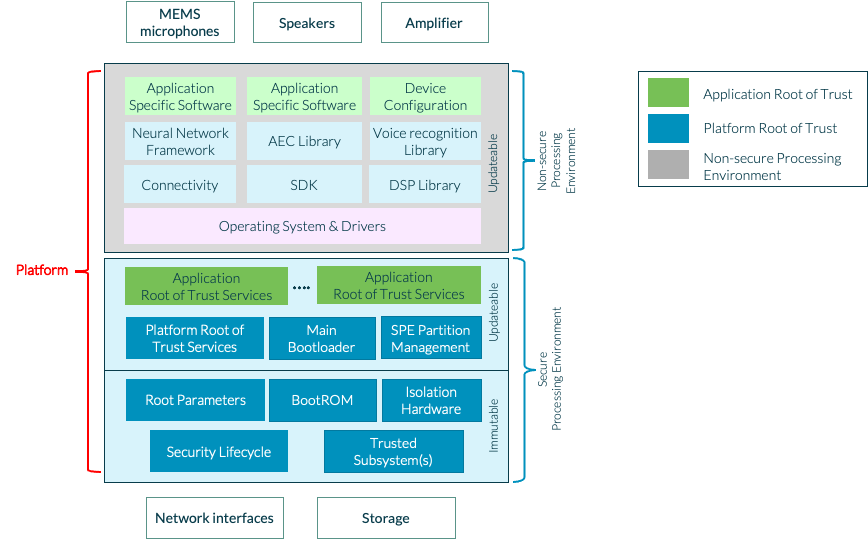 MEMS
microphones
Speakers
Amplifier
Application
Specific Software
Application
Specific Software
Device
Configuration
Neural Network
Framework
AEC Library
Voice recognition
Library
Connectivity
SDK
DSP Library
Operating System & Drivers
Updateable
Non-secure
Processing
Environment
Platform
Application
Root of Trust Services
....
Application
Root of Trust Services
Platform Root of
Trust Services
Main
Bootloader
SPE Partition
Management
Updateable
Root Parameters
BootROM
Isolation
Hardware
Security Lifecycle
Trusted
Subsystem(s)
Immutable
Secure
Processing Environment
Network interfaces
Storage
Application Root of Trust
Platform Root of Trust
Non-secure Processing
Environment